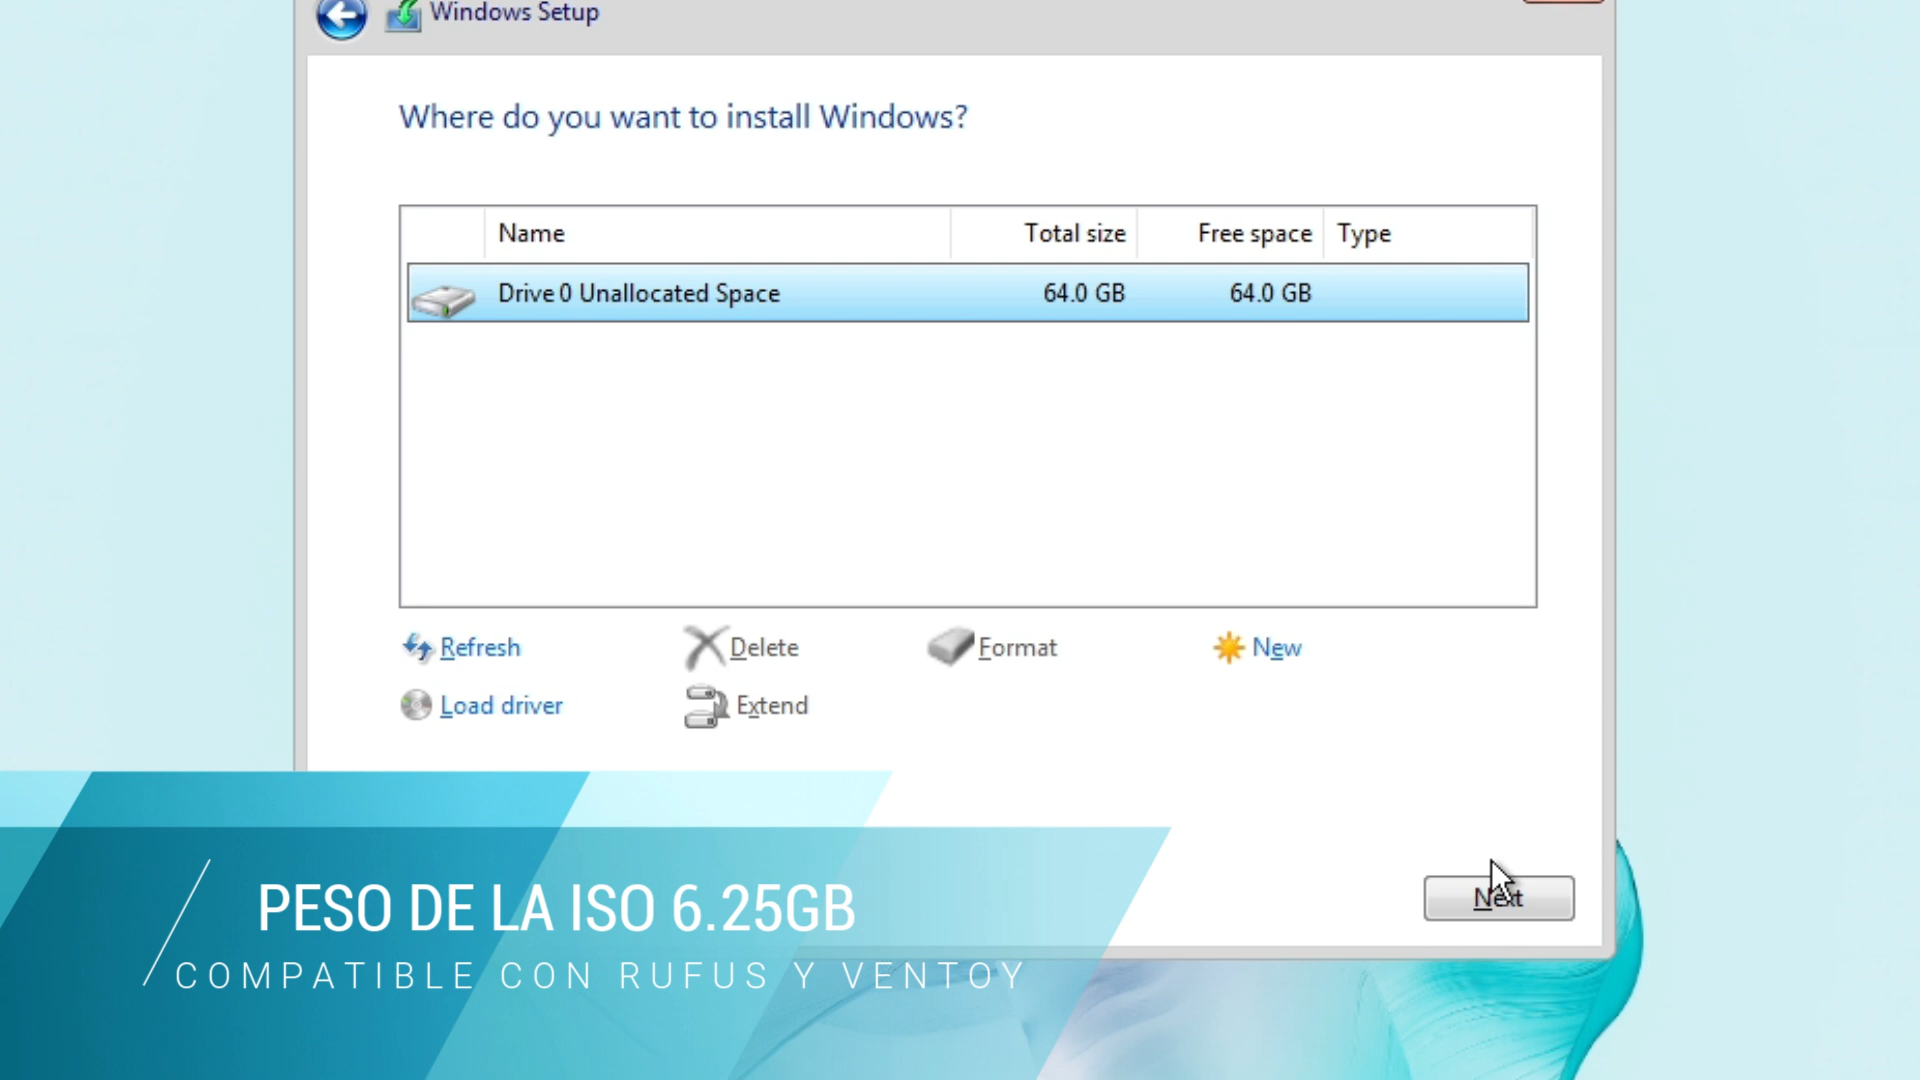 Windows Setup
Where do you want to install Windows?
Name Total size Free space Type
Drive 0 Unallocated Space 64.0 GB 64.0 GB
Refresh Delete Format New
Load driver Extend
Next
PESO DE LA ISO 6.25GB
COMPATIBLE CON RUFUS Y VENTOY